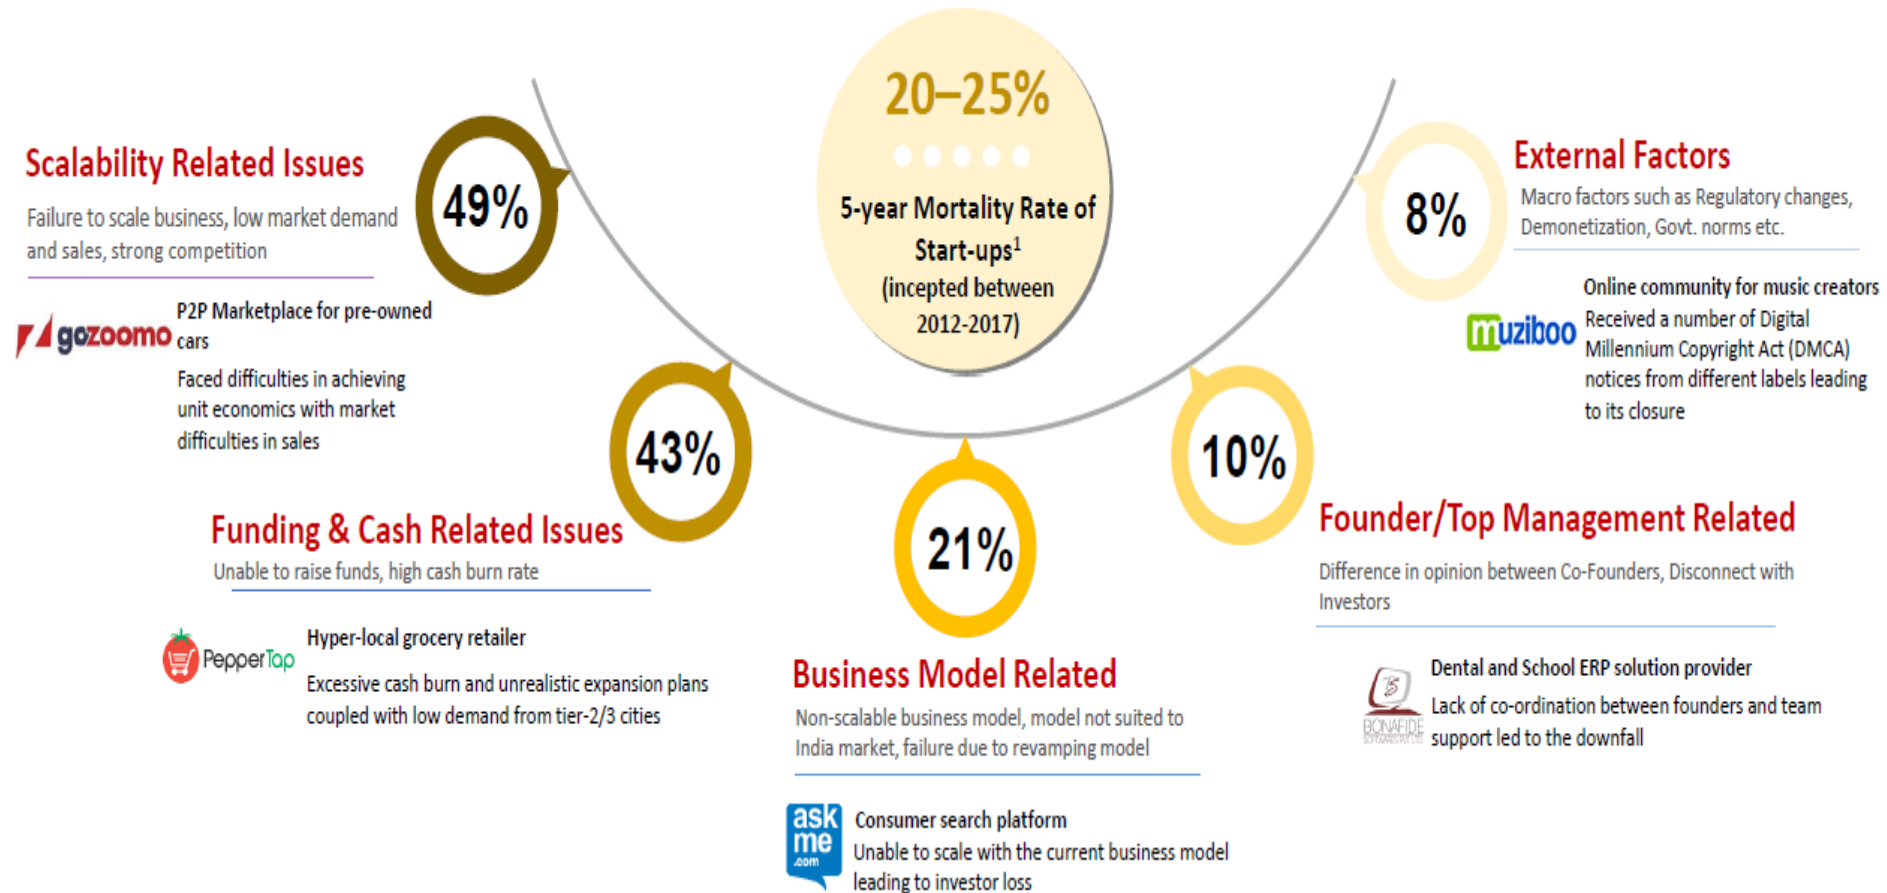 20–25%
5-year Mortality Rate of
Start-ups1
(incepted between
2012-2017)
Scalability Related Issues
Failure to scale business, low market demand
and sales, strong competition
49%
gozoomo
P2P Marketplace for pre-owned
cars
Faced difficulties in achieving
unit economics with market
difficulties in sales
43%
Funding & Cash Related Issues
Unable to raise funds, high cash burn rate
PepperTap
Hyper-local grocery retailer
Excessive cash burn and unrealistic expansion plans
coupled with low demand from tier-2/3 cities
21%
Business Model Related
Non-scalable business model, model not suited to
India market, failure due to revamping model
ask
me
.com
Consumer search platform
Unable to scale with the current business model
leading to investor loss
10%
Founder/Top Management Related
Difference in opinion between Co-Founders, Disconnect with
Investors
BONAFIDE
Dental and School ERP solution provider
Lack of co-ordination between founders and team
support led to the downfall
8%
External Factors
Macro factors such as Regulatory changes,
Demonetization, Govt. norms etc.
muziboo
Online community for music creators
Received a number of Digital
Millennium Copyright Act (DMCA)
notices from different labels leading
to its closure